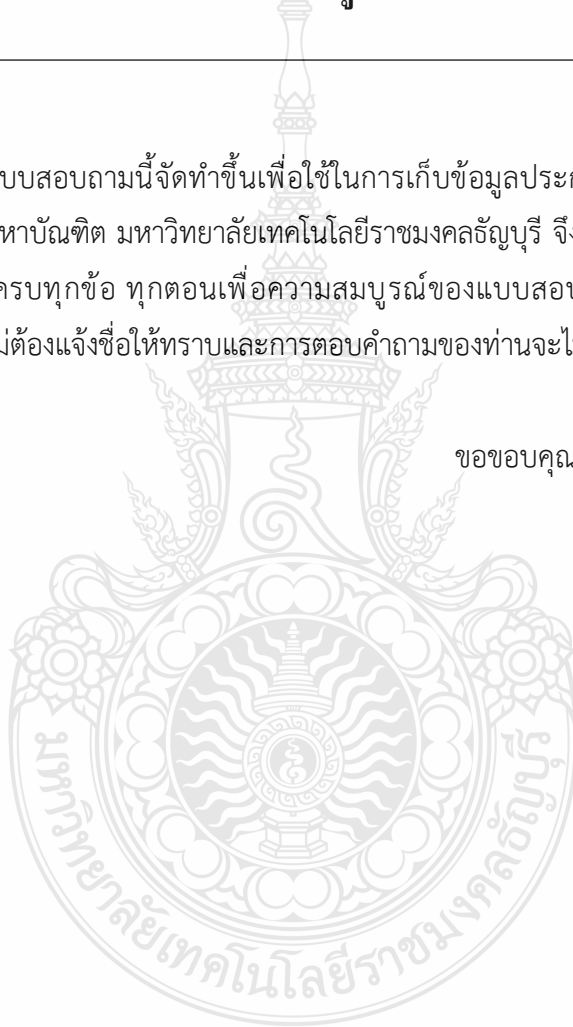 บบสอบถามนี้จัดทำขึ้นเพื่อใช้ในการเก็บข้อมูลประก
หาบัณฑิต มหาวิทยาลัยเทคโนโลยีราชมงคลธัญบุรี จึง
ครบทุกข้อ ทุกตอนเพื่อความสมบูรณ์ของแบบสอบ
ม่ต้องแจ้งชื่อให้ทราบและการตอบคำถามของท่านจะไ
ขอขอบคุณ
มหาวิทยาลัยเทคโนโลยีราชมงคลธัญบุรี